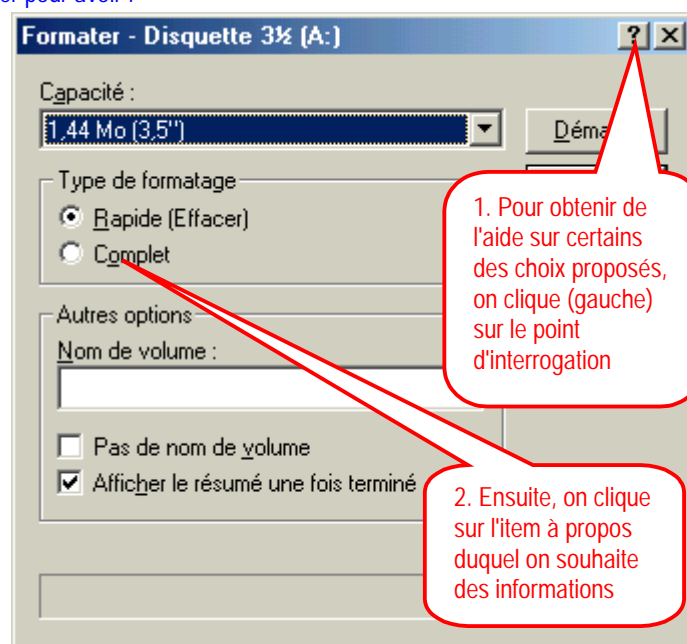 pour avoir :
Formater - Disquette 3½ (A:)
Capacité :
1,44 Mo (3,5'')
Type de formatage
Rapide (Effacer)
Complet
1. Pour obtenir de
l'aide sur certains
des choix proposés,
on clique (gauche)
sur le point
d'interrogation
Autres options
Nom de volume :
Pas de nom de volume
Afficher le résumé une fois terminé
2. Ensuite, on clique
sur l'item à propos
duquel on souhaite
des informations